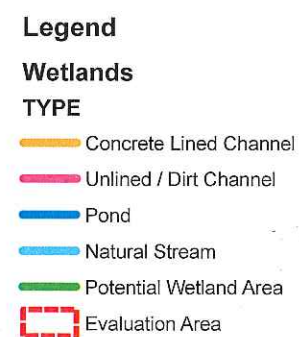 Legend
Wetlands
TYPE
Concrete Lined Channel
Unlined / Dirt Channel
Pond
Natural Stream
Potential Wetland Area
Evaluation Area